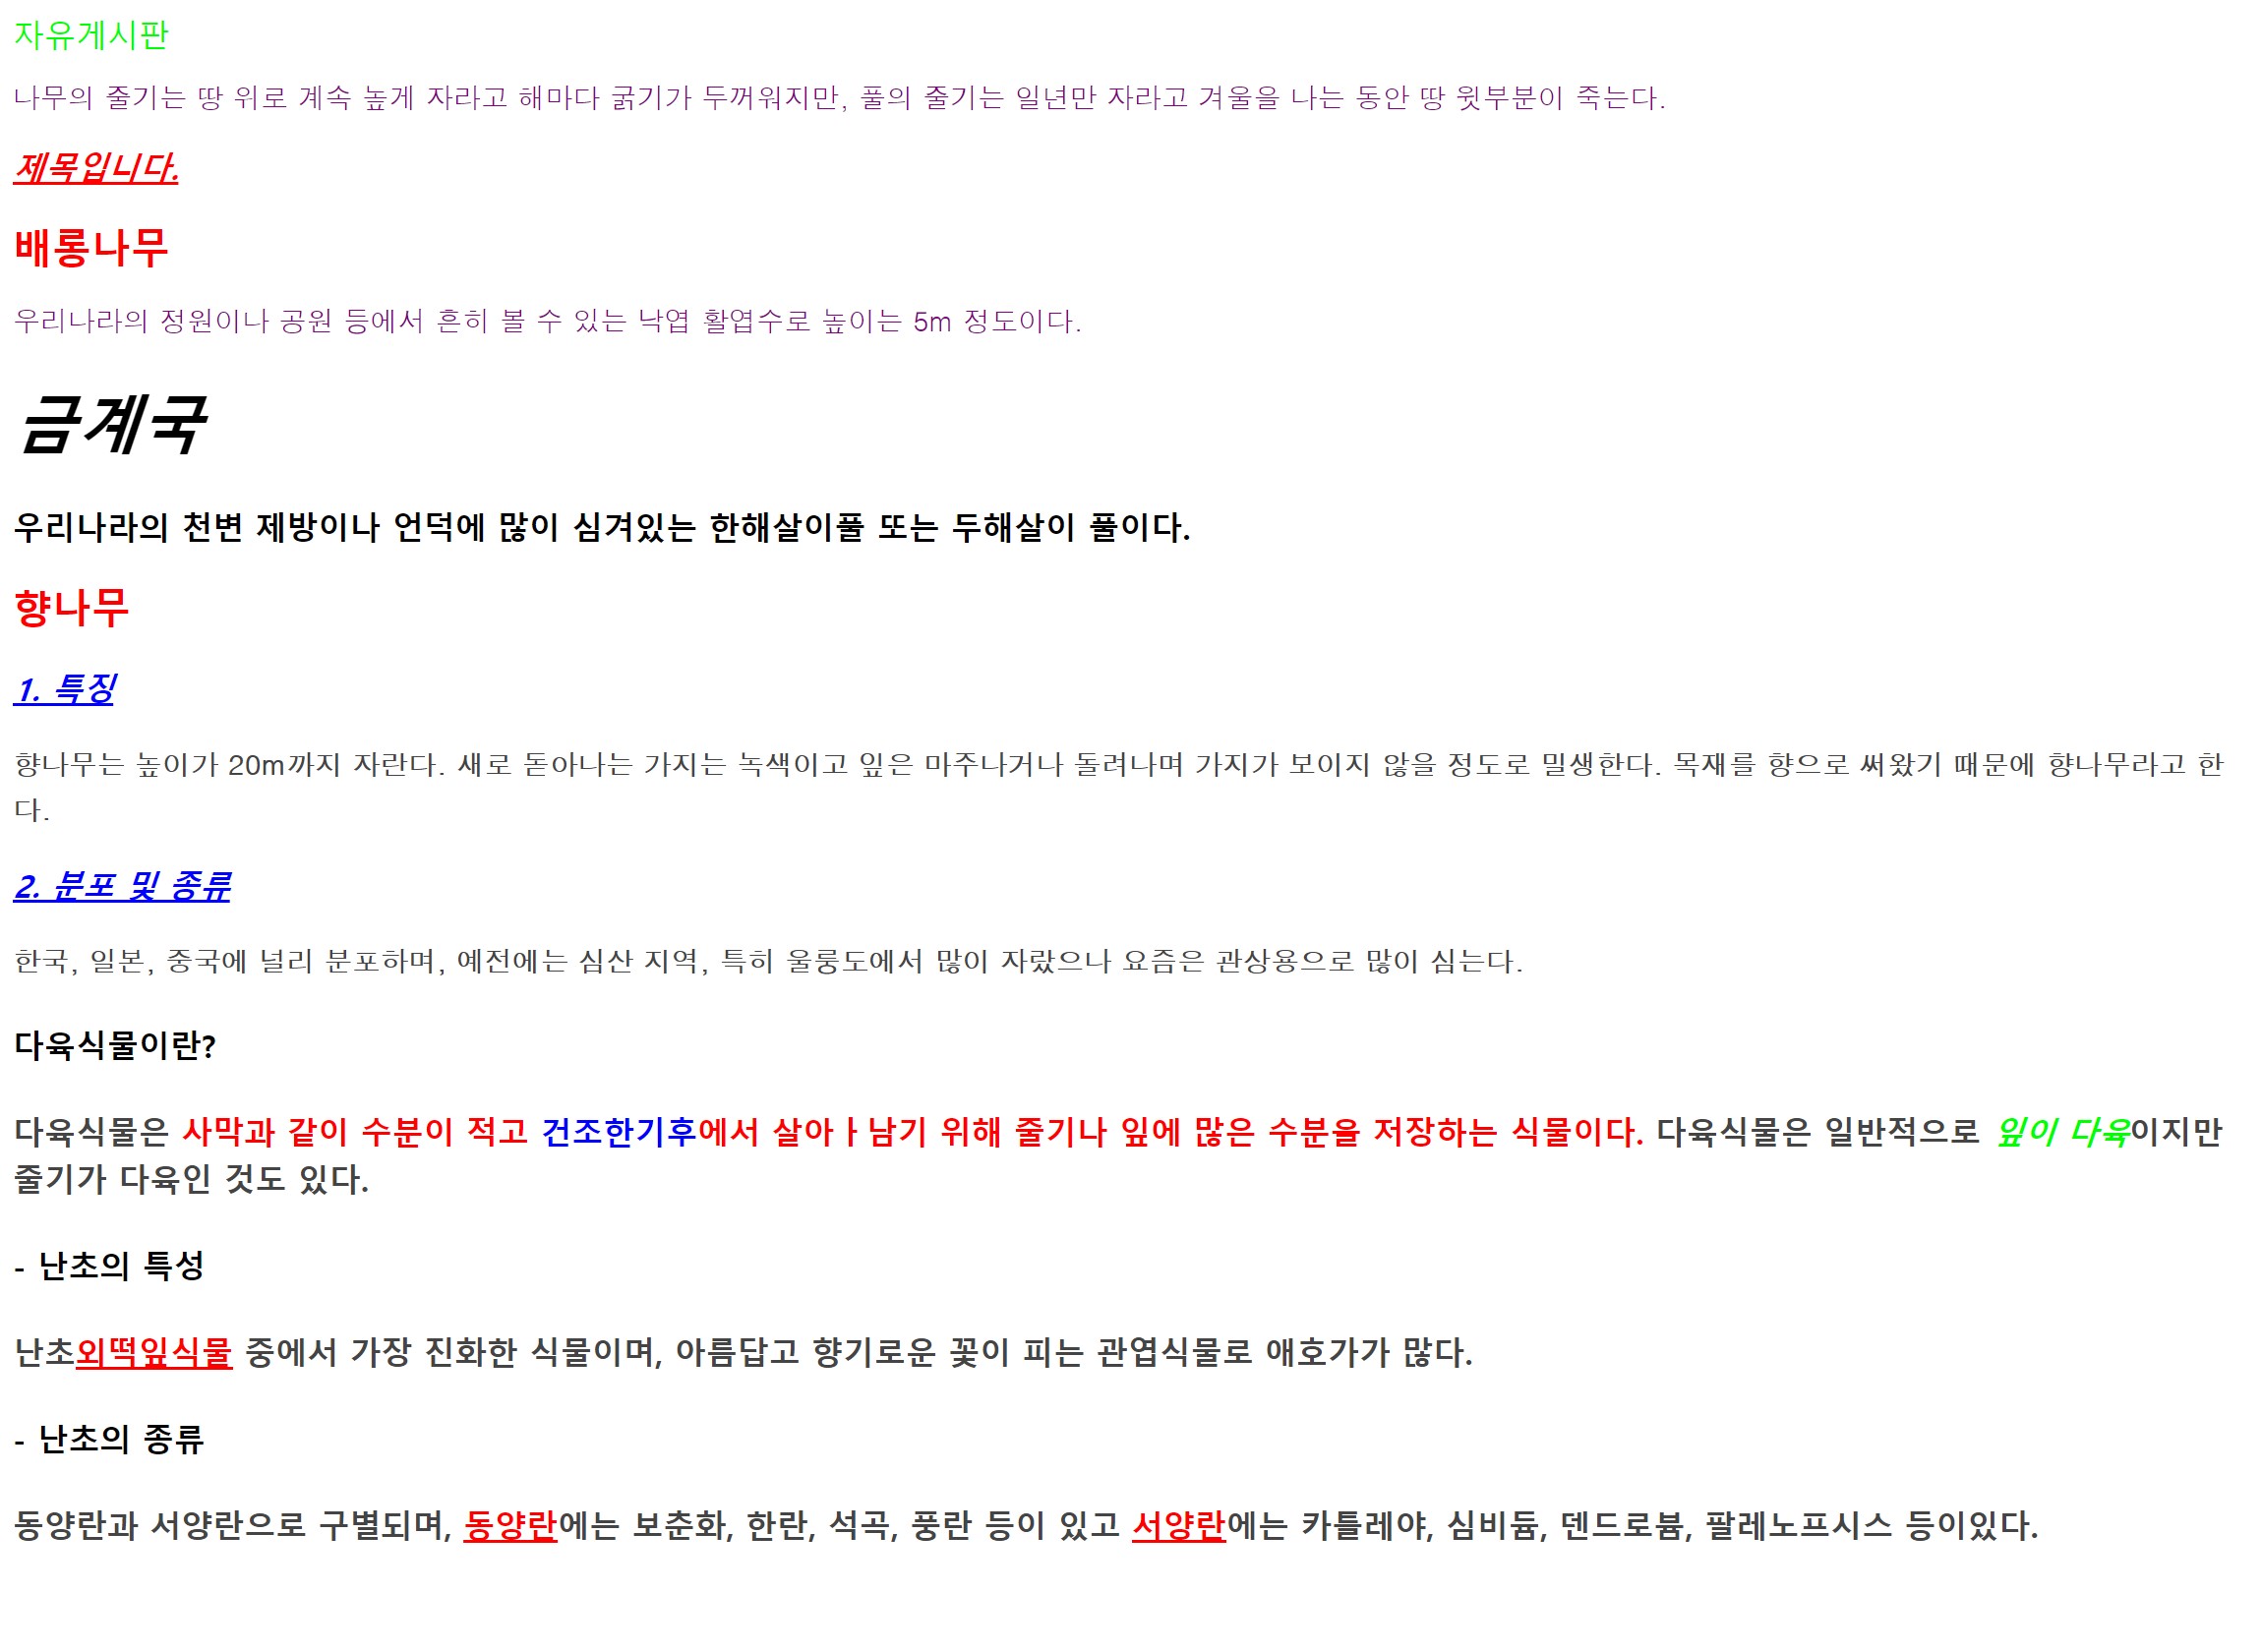 자유게시판
나무의 줄기는 땅 위로 계속 높게 자라고 해마다 굵기가 두꺼워지만, 풀의 줄기는 일년만 자라고 겨울을 나는 동안 땅 윗부분이 죽는다.
제목입니다.
배롱나무
우리나라의 정원이나 공원 등에서 흔히 볼 수 있는 낙엽 활엽수로 높이는 5m 정도이다.
금계국
우리나라의 천변 제방이나 언덕에 많이 심겨있는 한해살이풀 또는 두해살이 풀이다.
향나무
1. 특징
향나무는 높이가 20m까지 자란다. 새로 돋아나는 가지는 녹색이고 잎은 마주나거나 돌려나며 가지가 보이지 않을 정도로 밀생한다. 목재를 향으로 써왔기 때문에 향나무라고 한
다.
2. 분포 및 종류
한국, 일본, 중국에 널리 분포하며, 예전에는 심산 지역, 특히 울릉도에서 많이 자랐으나 요즘은 관상용으로 많이 심는다.
다육식물이란?
다육식물은 사막과 같이 수분이 적고 건조한기후에서 살아ㅏ남기 위해 줄기나 잎에 많은 수분을 저장하는 식물이다. 다육식물은 일반적으로 잎이 다육이지만
줄기가 다육인 것도 있다.
- 난초의 특성
난초외떡잎식물 중에서 가장 진화한 식물이며, 아름답고 향기로운 꽃이 피는 관엽식물로 애호가가 많다.
- 난초의 종류
동양란과 서양란으로 구별되며, 동양란에는 보춘화, 한란, 석곡, 풍란 등이 있고 서양란에는 카틀레야, 심비듐, 덴드로븀, 팔레노프시스 등이있다.